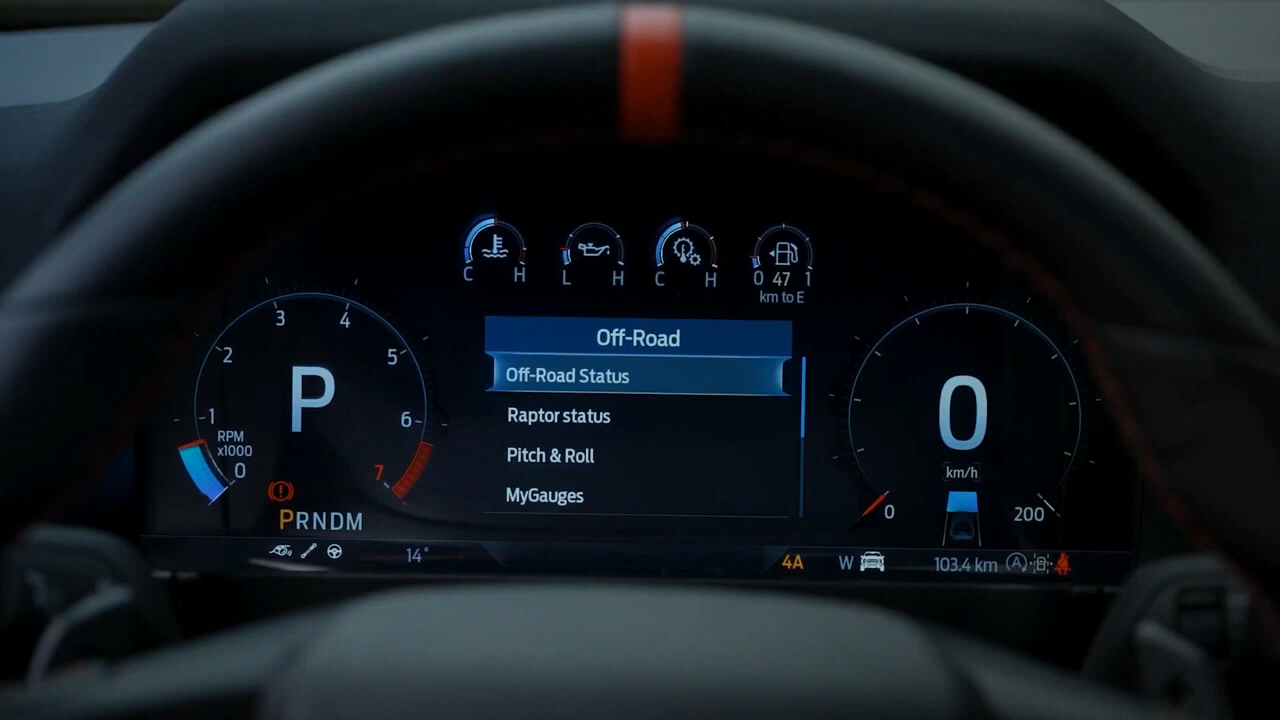 C H
L H
C H
0 47 1
km to E
Off-Road
Off-Road Status
Raptor status
Pitch & Roll
MyGauges
3
4
2
5
1
6
RPM
x1000
0
7
P
PRNDM
0
km/h
0
200
14°
4A
W
103.4 km
A